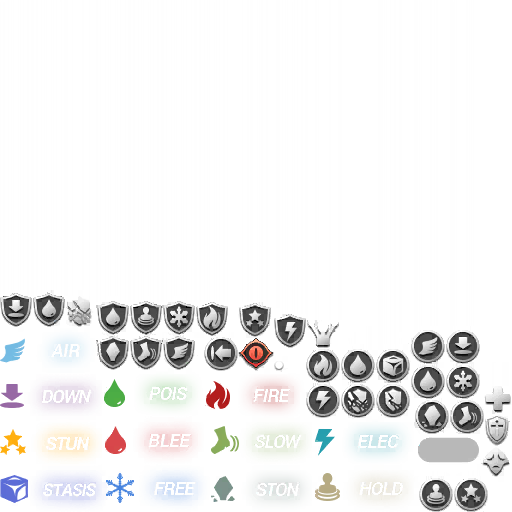 AIR
DOWN POIS FIRE
STUN BLEE SLOW ELEC
STASIS FREE STON HOLD